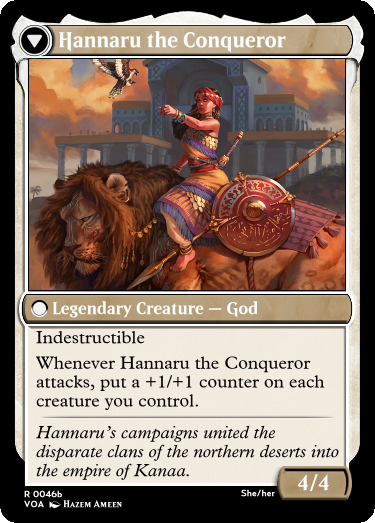 Hannaru the Conqueror
Legendary Creature — God
Indestructible
Whenever Hannaru the Conqueror
attacks, put a +1/+1 counter on each
creature you control.
Hannaru's campaigns united the
disparate clans of the northern deserts into
the empire of Kanaa.
4/4
R 0046b
She/her
VOA Hazem Ameen